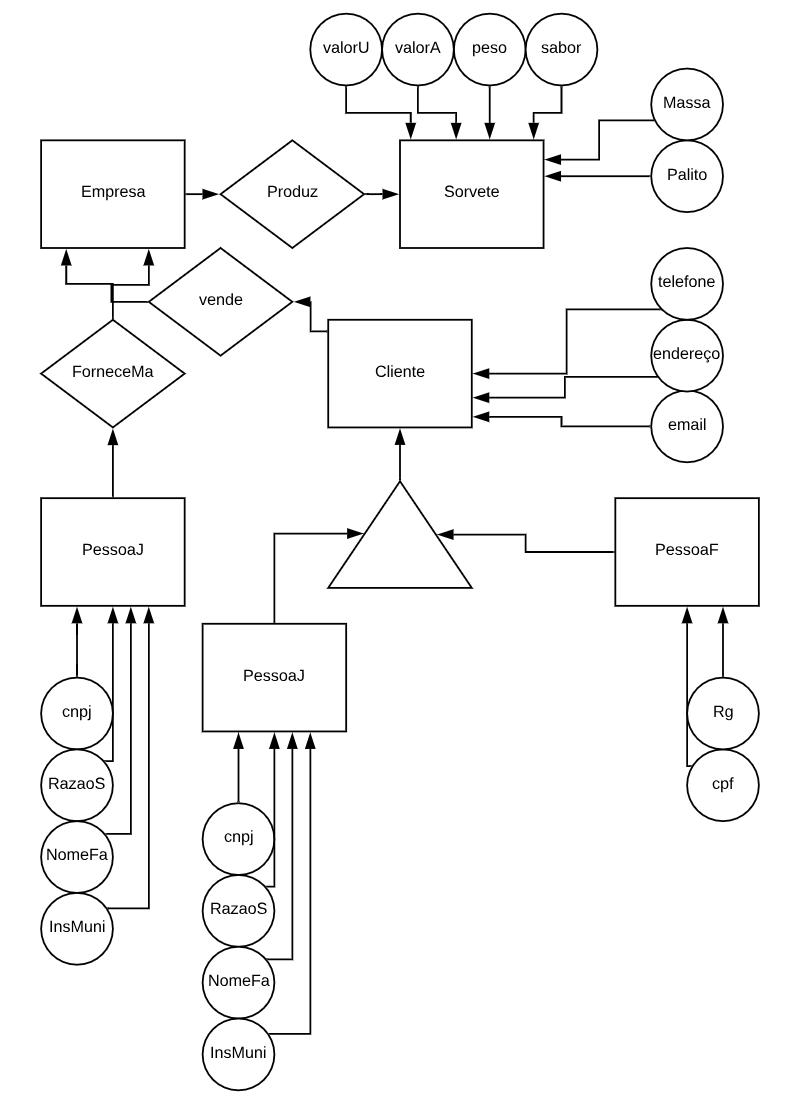 valorU
valorA
peso
sabor
Massa
Palito
Empresa
Produz
Sorvete
telefone
vende
endereço
ForneceMa
Cliente
email
PessoaJ
PessoaF
PessoaJ
cnpj
Rg
RazaoS
cpf
cnpj
NomeFa
RazaoS
InsMuni
NomeFa
InsMuni